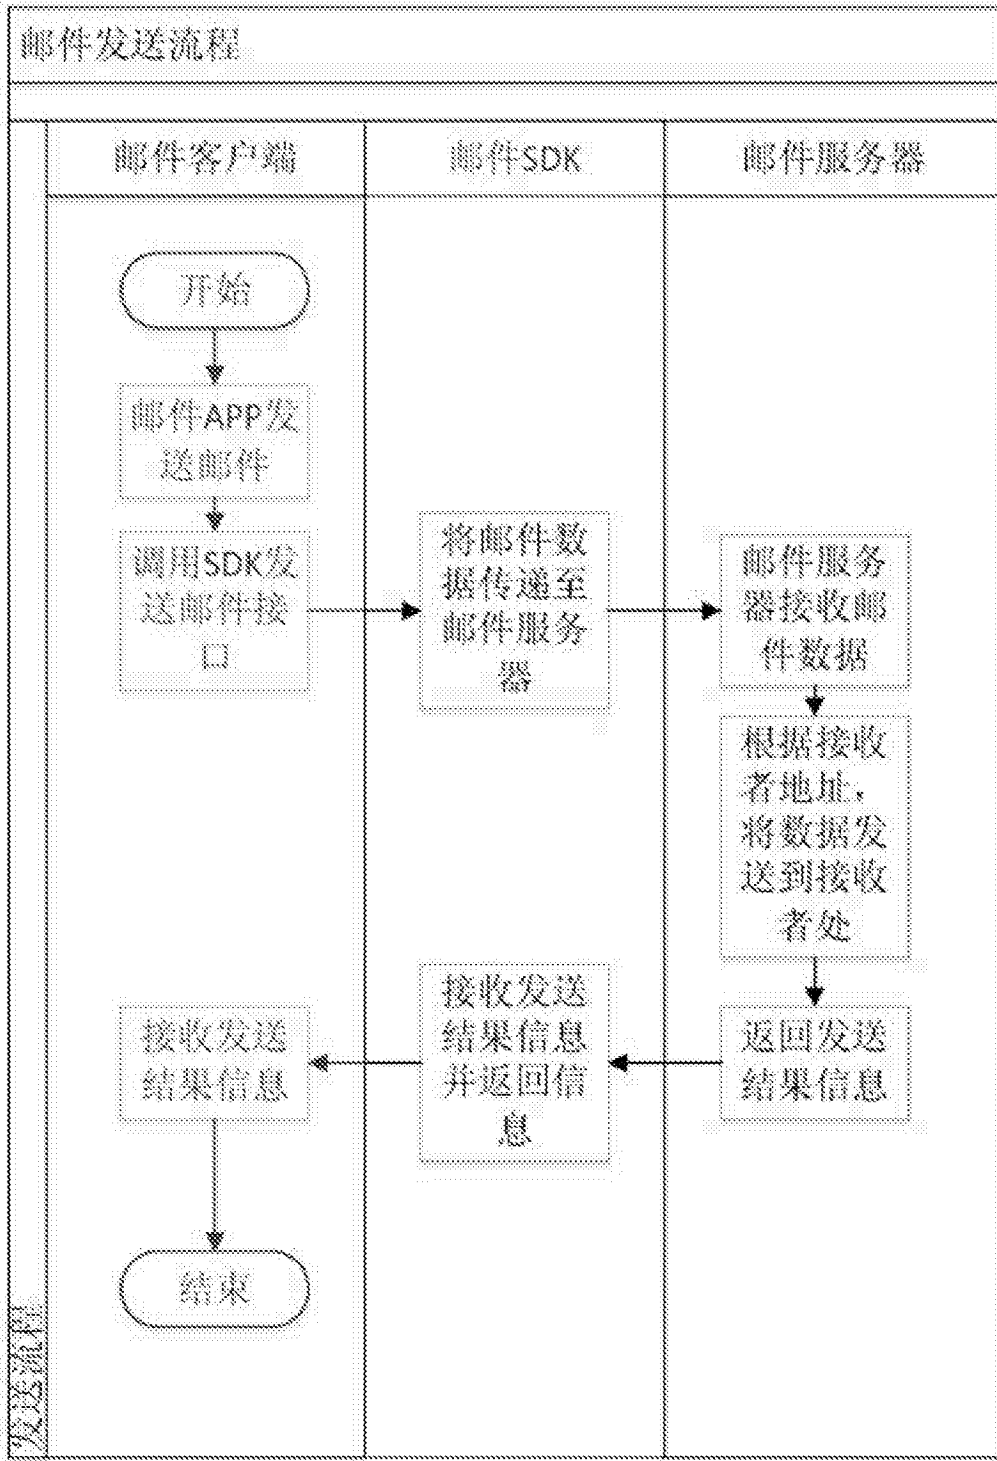 邮件发送流程
邮件客户端
邮件SDK
邮件服务器
开始
邮件APP发
送邮件
调用SDK发
送邮件接
口
将邮件数
据传递至
邮件服务
器
邮件服务
器接收邮
件数据
根据接收
者地址，
将数据发
送到接收
者处
返回发送
结果信息
接收发送
结果信息
并返回信
息
接收发送
结果信息
结束
发送流程